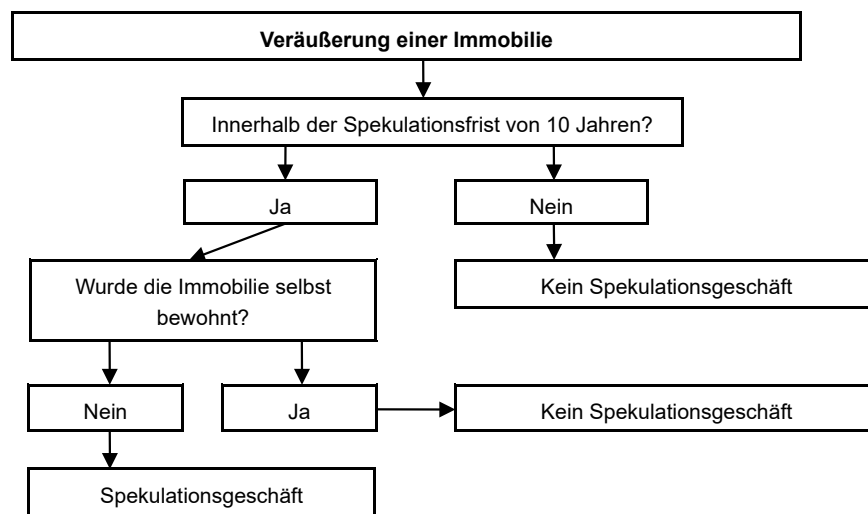 Veräußerung einer Immobilie
Innerhalb der Spekulationsfrist von 10 Jahren?
Ja
Nein
Wurde die Immobilie selbst
bewohnt?
Kein Spekulationsgeschäft
Nein
Ja
Kein Spekulationsgeschäft
Spekulationsgeschäft